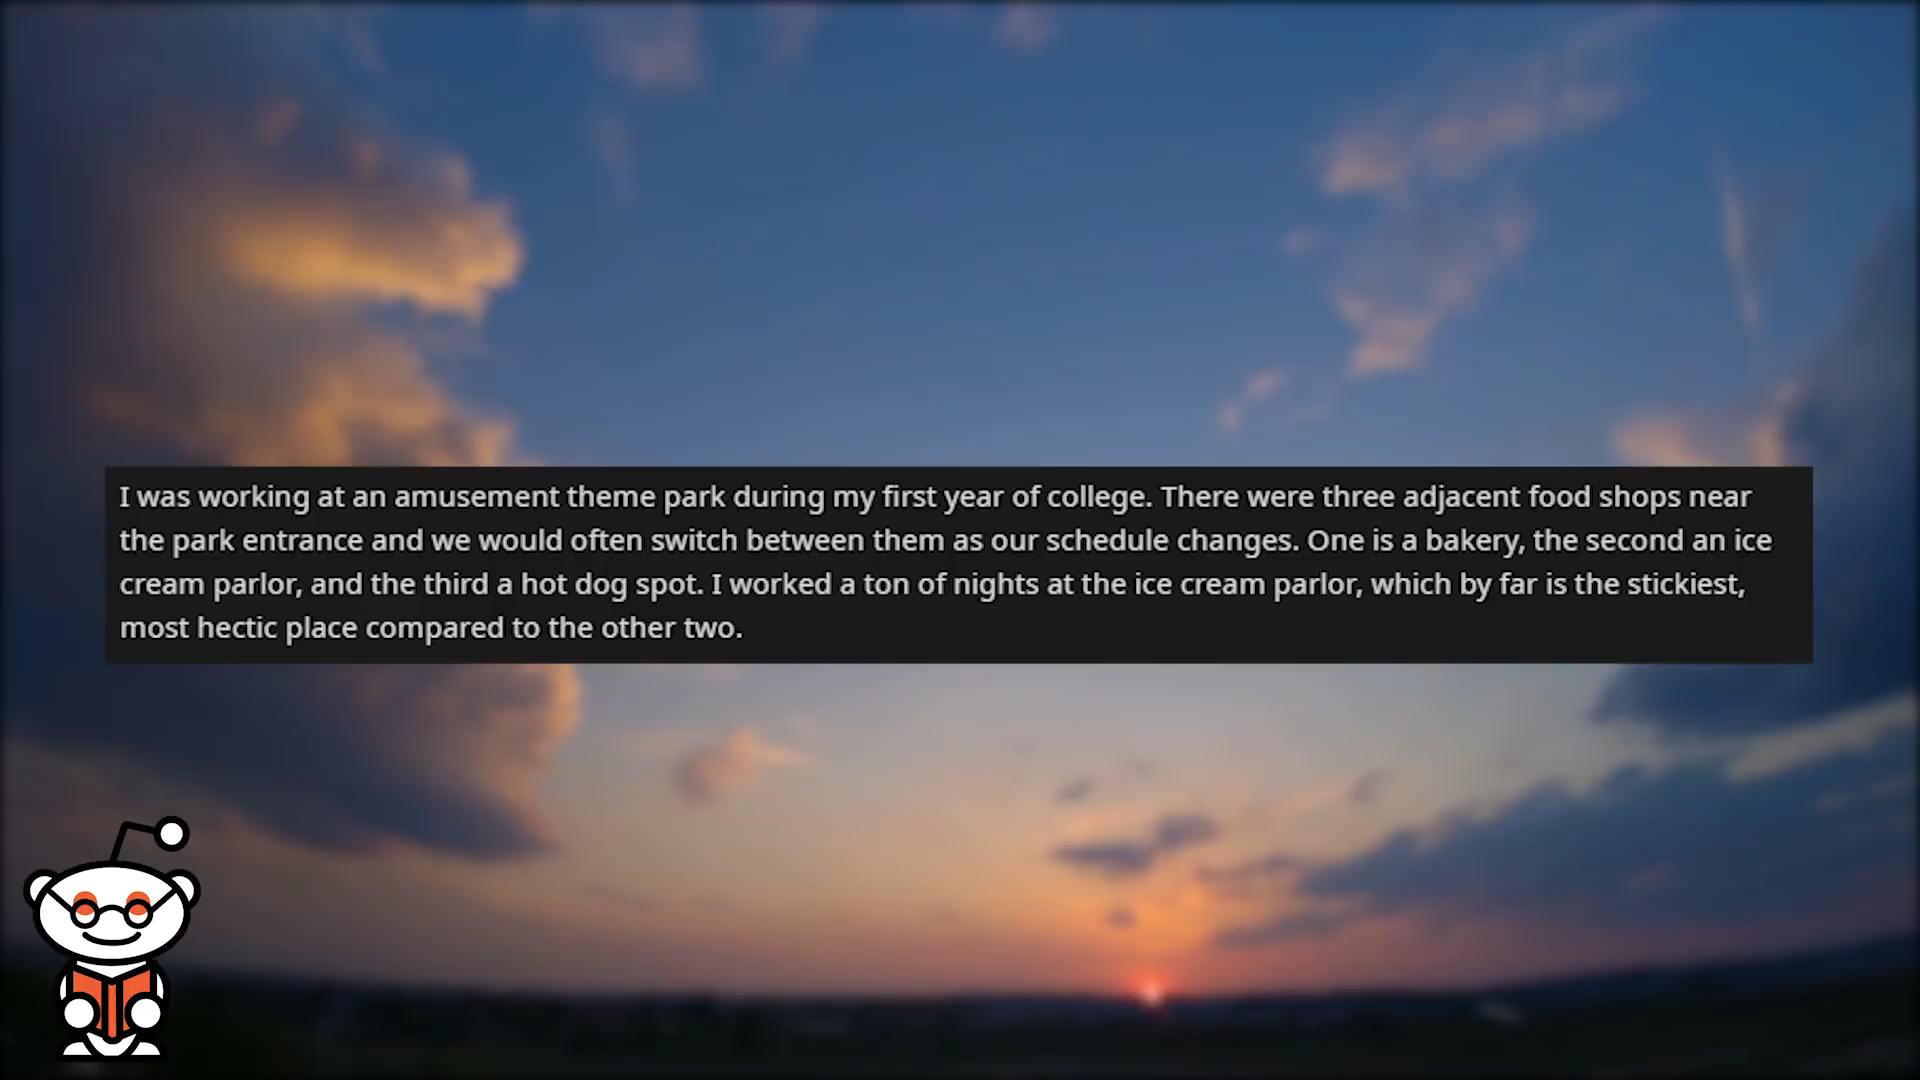 I was working at an amusement theme park during my first year of college. There were three adjacent food shops near
the park entrance and we would often switch between them as our schedule changes. One is a bakery, the second an ice
cream parlor, and the third a hot dog spot. I worked a ton of nights at the ice cream parlor, which by far is the stickiest,
most hectic place compared to the other two.